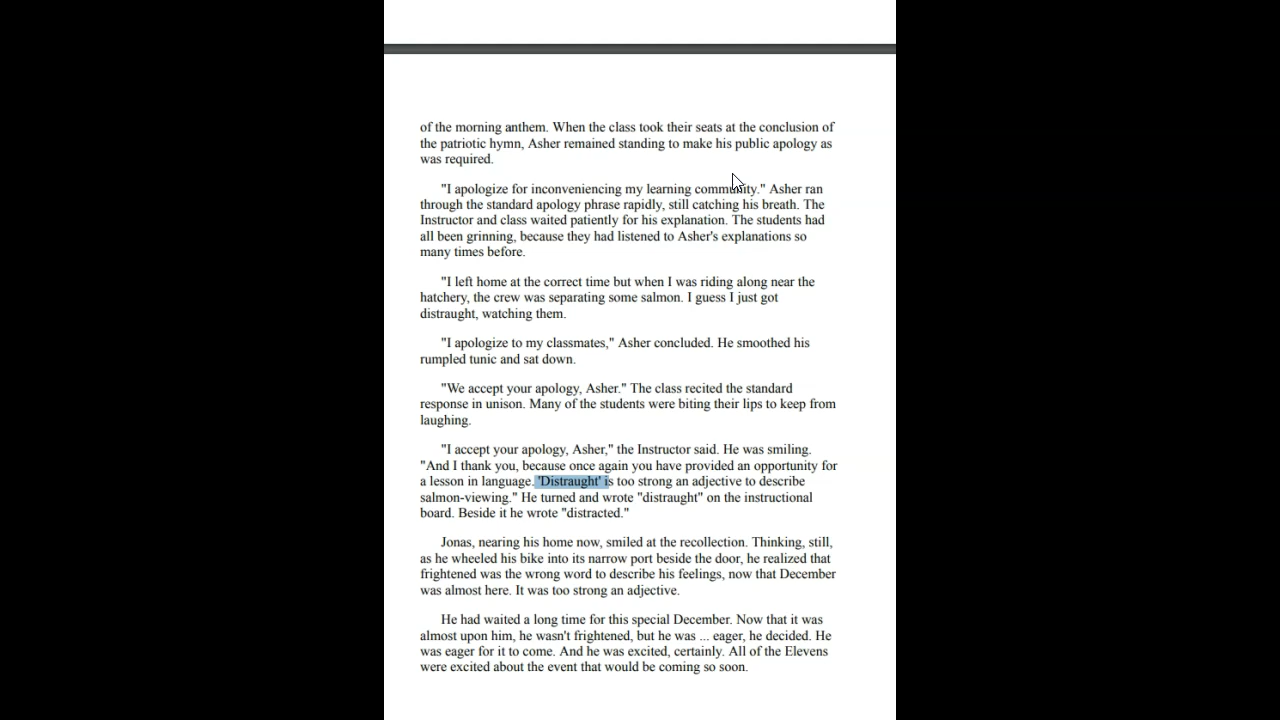 of the morning anthem. When the class took their seats at the conclusion of
the patriotic hymn, Asher remained standing to make his public apology as
was required.
"I apologize for inconveniencing my learning community." Asher ran
through the standard apology phrase rapidly, still catching his breath. The
Instructor and class waited patiently for his explanation. The students had
all been grinning, because they had listened to Asher's explanations so
many times before.
"I left home at the correct time but when I was riding along near the
hatchery, the crew was separating some salmon. I guess I just got
distraught, watching them.
"I apologize to my classmates," Asher concluded. He smoothed his
rumpled tunic and sat down.
"We accept your apology, Asher." The class recited the standard
response in unison. Many of the students were biting their lips to keep from
laughing.
"I accept your apology, Asher," the Instructor said. He was smiling.
"And I thank you, because once again you have provided an opportunity for
a lesson in language. 'Distraught' is too strong an adjective to describe
salmon-viewing." He turned and wrote "distraught" on the instructional
board. Beside it he wrote "distracted."
Jonas, nearing his home now, smiled at the recollection. Thinking, still,
as he wheeled his bike into its narrow port beside the door, he realized that
frightened was the wrong word to describe his feelings, now that December
was almost here. It was too strong an adjective.
He had waited a long time for this special December. Now that it was
almost upon him, he wasn't frightened, but he was ... eager, he decided. He
was eager for it to come. And he was excited, certainly. All of the Elevens
were excited about the event that would be coming so soon.